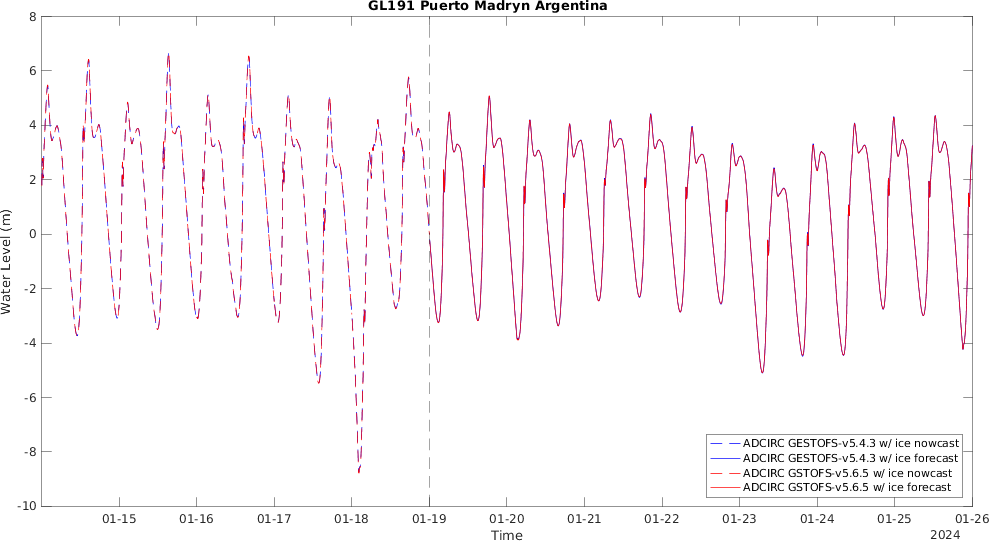 GL191 Puerto Madryn Argentina
Water Level (m)
8
6
4
2
0
-2
-4
-6
-8
-10
ADCIRC GESTOFS-v5.4.3 w/ ice nowcast
ADCIRC GESTOFS-v5.4.3 w/ ice forecast
ADCIRC GSTOFS-v5.6.5 w/ ice nowcast
ADCIRC GSTOFS-v5.6.5 w/ ice forecast
01-15 01-16 01-17 01-18 01-19 01-20 01-21 01-22 01-23 01-24 01-25 01-26
Time
2024